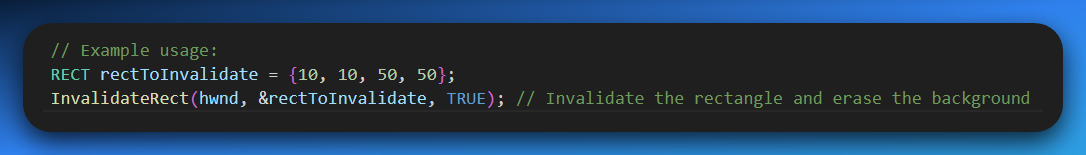 // Example usage:
RECT rectToInvalidate = {10, 10, 50, 50};
InvalidateRect(hwnd, &rectToInvalidate, TRUE); // Invalidate the rectangle and erase the background